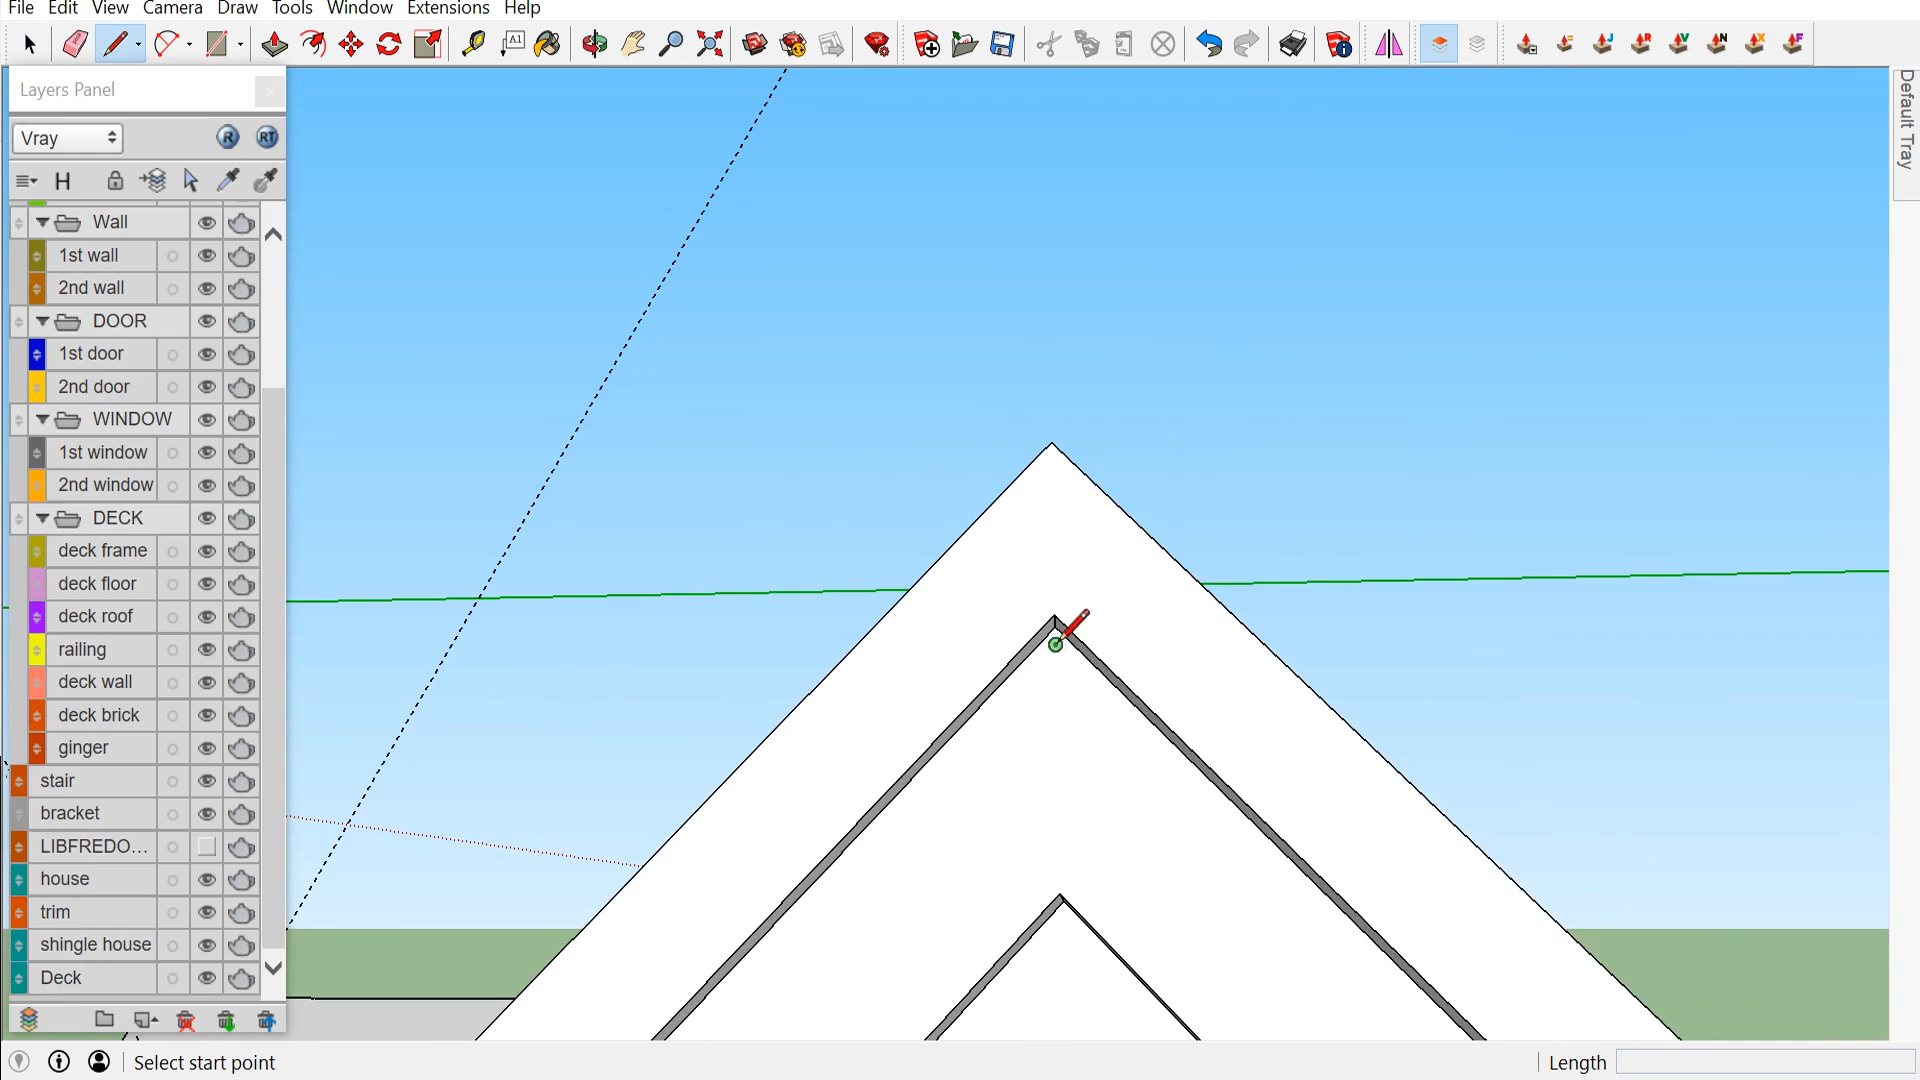 File Edit View Camera Draw Tools Window Extensions Help
A1
= J R V N X F
Layers Panel
Default Tray
Vray
R RT
H
Wall
1st wall
2nd wall
DOOR
1st door
2nd door
WINDOW
1st window
2nd window
DECK
deck frame
deck floor
deck roof
railing
deck wall
deck brick
ginger
stair
bracket
LIBFREDO...
house
trim
shingle house
Deck
Select start point
Length